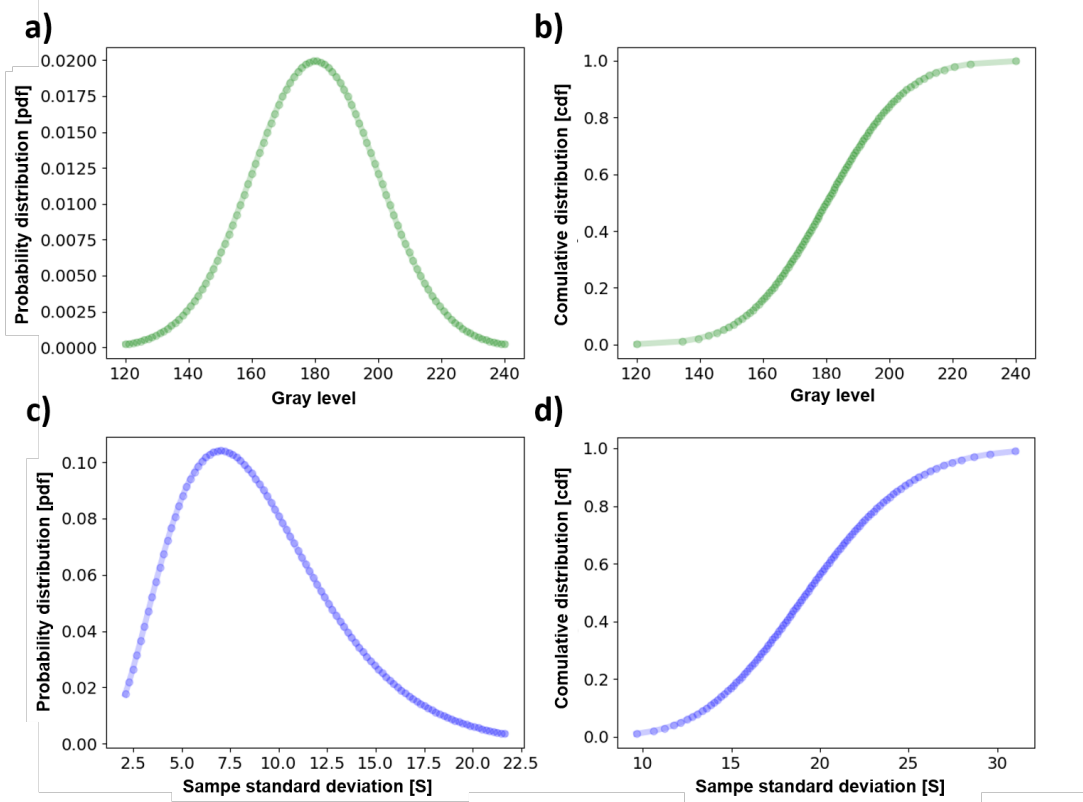 a)
Probability distribution [pdf]
0.0200
0.0175
0.0150
0.0125
0.0100
0.0075
0.0050
0.0025
0.0000
120 140 160 180 200 220 240
Gray level
b)
Comulative distribution [cdf]
1.0
0.8
0.6
0.4
0.2
0.0
120 140 160 180 200 220 240
Gray level
c)
Probability distribution [pdf]
0.10
0.08
0.06
0.04
0.02
0.00
2.5 5.0 7.5 10.0 12.5 15.0 17.5 20.0 22.5
Sampe standard deviation [S]
d)
Comulative distribution [cdf]
1.0
0.8
0.6
0.4
0.2
0.0
10 15 20 25 30
Sampe standard deviation [S]